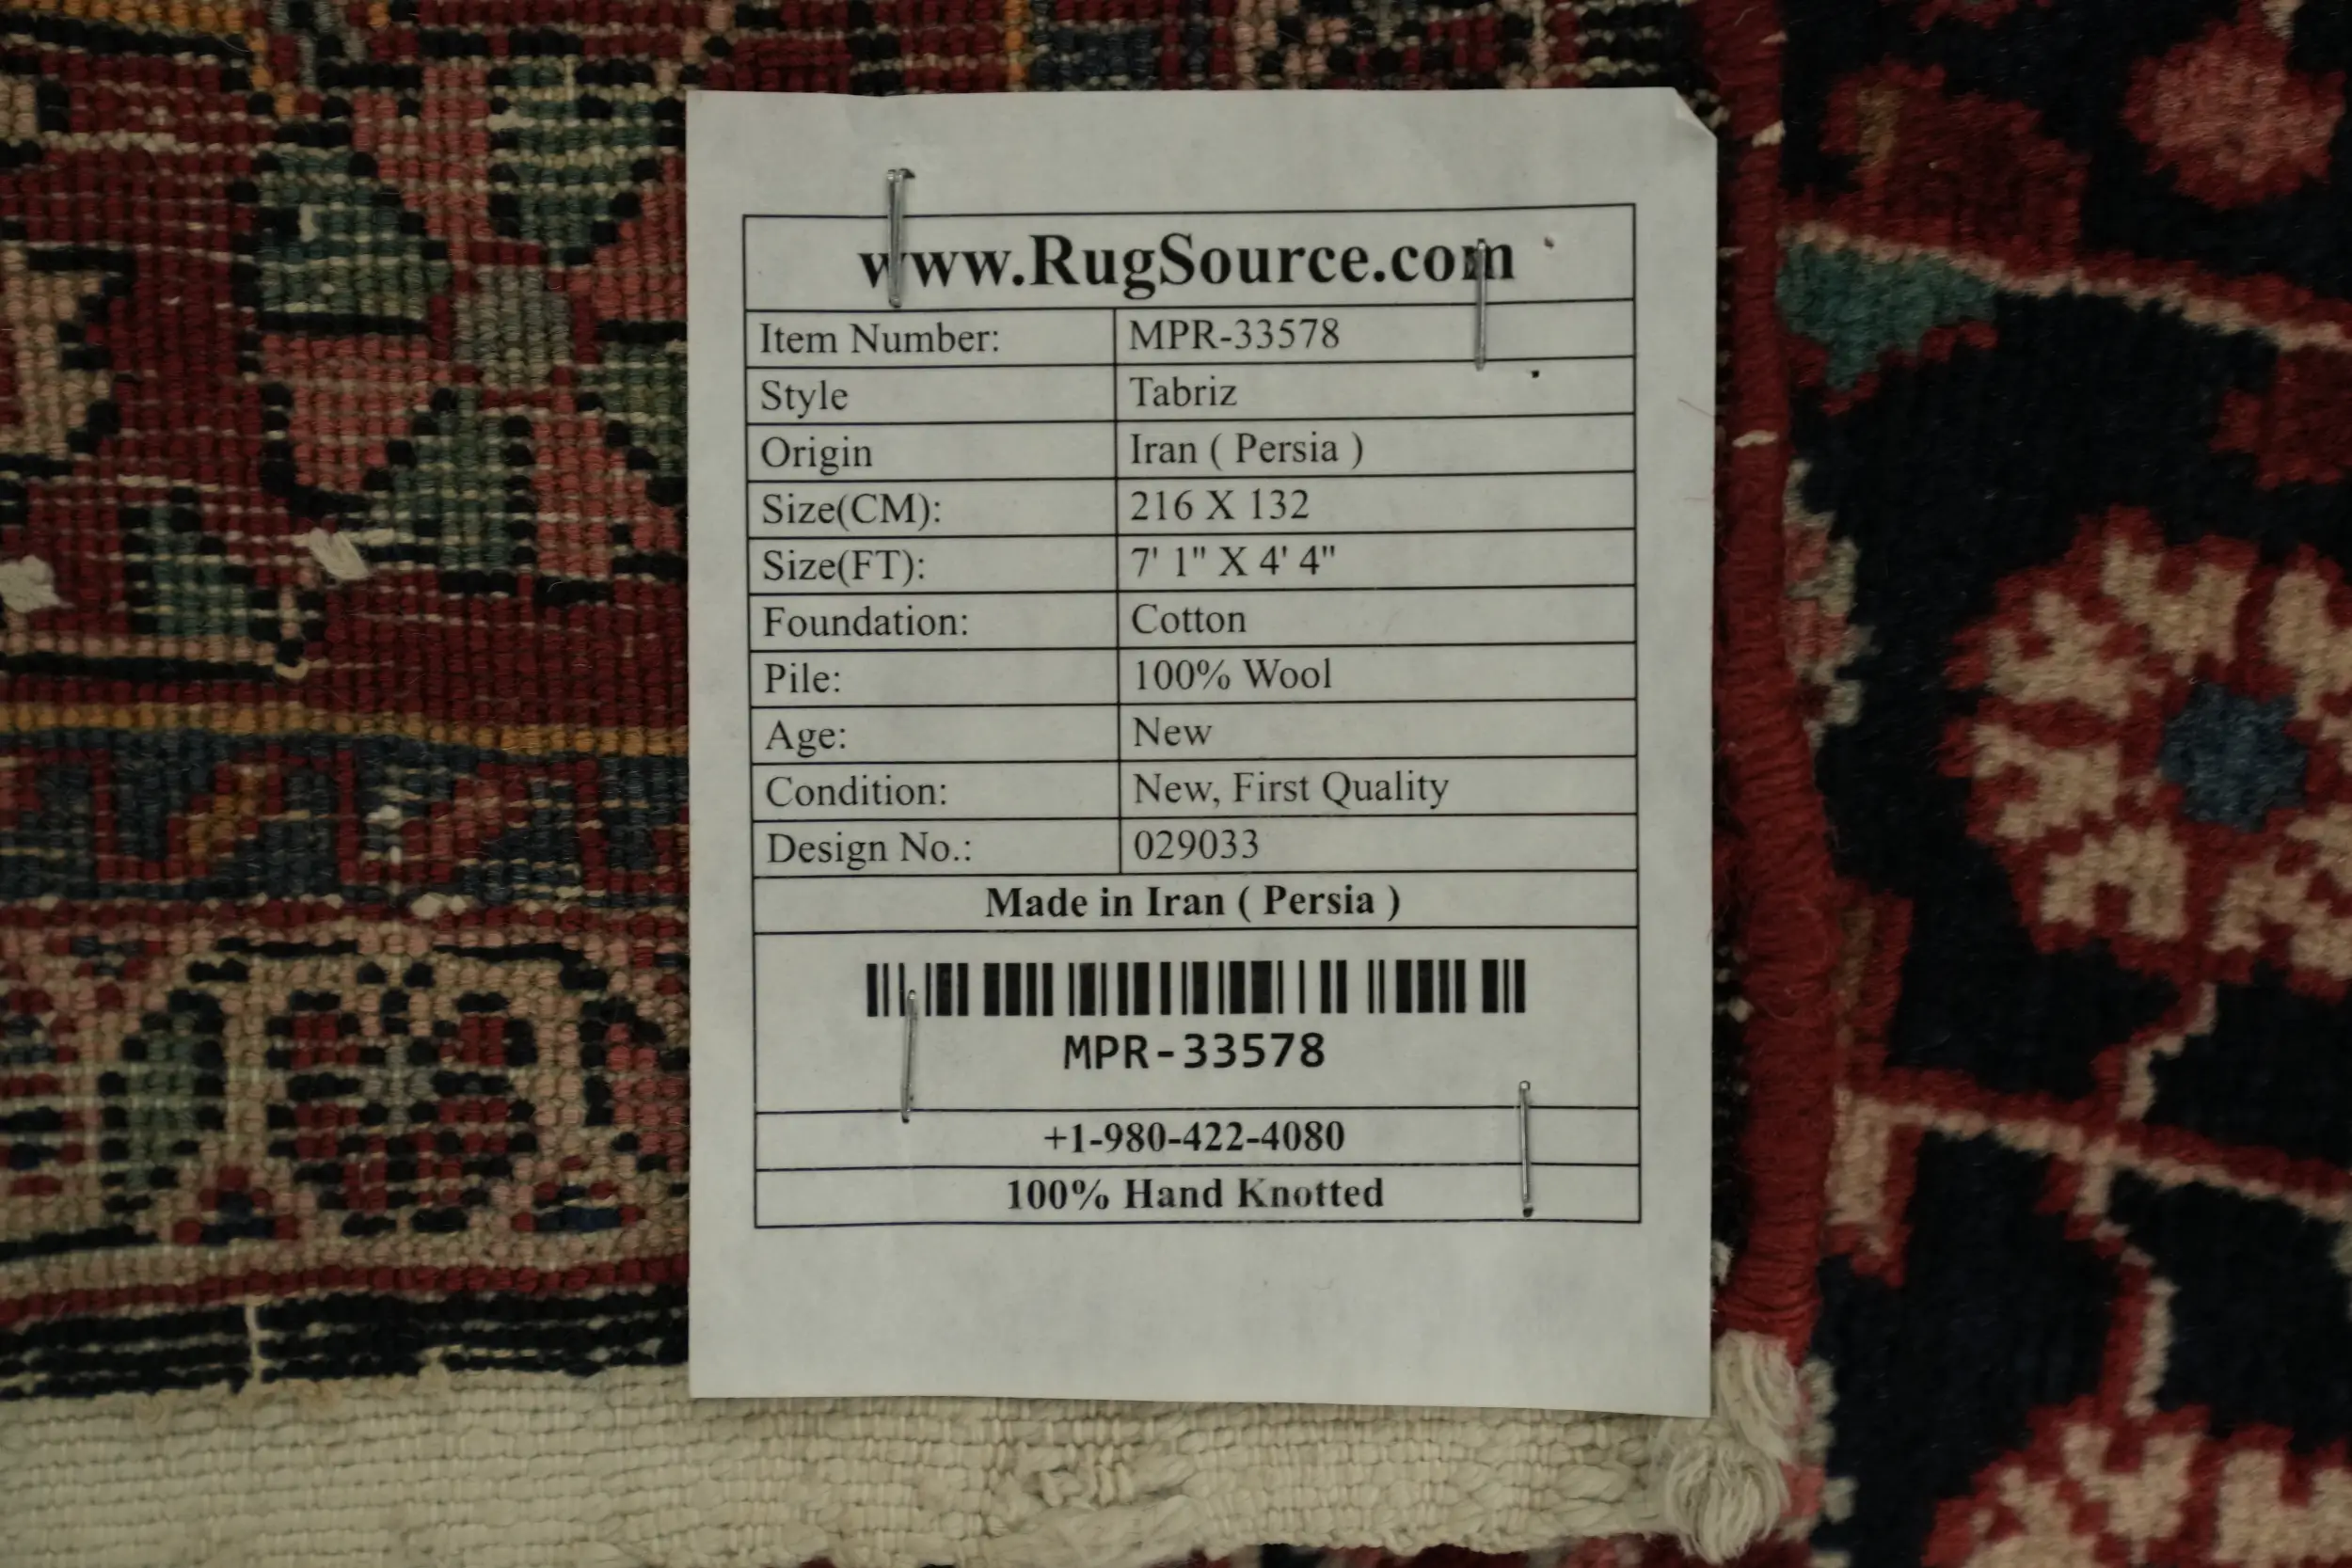 www.RugSource.com
Item Number: MPR-33578
Style Tabriz
Origin Iran ( Persia )
Size(CM): 216 X 132
Size(FT): 7' 1" X 4' 4"
Foundation: Cotton
Pile: 100% Wool
Age: New
Condition: New, First Quality
Design No.: 029033
Made in Iran ( Persia )
MPR-33578
+1-980-422-4080
100% Hand Knotted